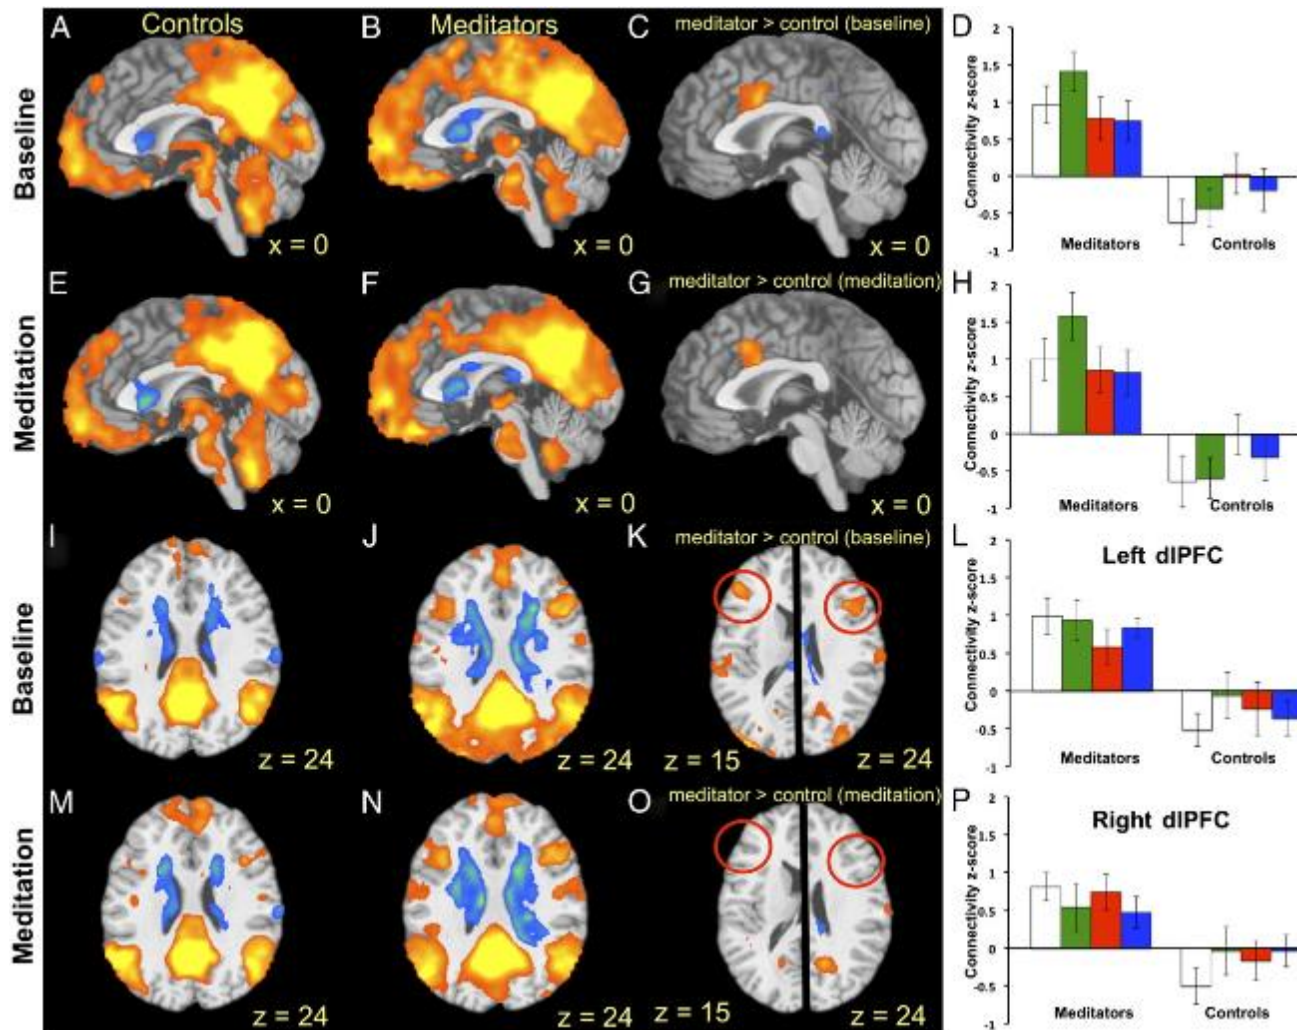 A Controls
B Meditators
C meditator > control (baseline)
D
Baseline
x = 0
x = 0
x = 0
Connectivity z-score
2
1.5
1
0.5
0
-0.5
-1
Meditators
Controls
E
F
G meditator > control (meditation)
H
Meditation
x = 0
x = 0
x = 0
Connectivity z-score
2
1.5
1
0.5
0
-0.5
-1
Meditators
Controls
I
J
K meditator > control (baseline)
L
Left dlPFC
Baseline
z = 24
z = 24
z = 15
z = 24
Connectivity z-score
2
1.5
1
0.5
0
-0.5
-1
Meditators
Controls
M
N
O meditator > control (meditation)
P
Right dlPFC
Meditation
z = 24
z = 24
z = 15
z = 24
Connectivity z-score
2
1.5
1
0.5
0
-0.5
-1
Meditators
Controls